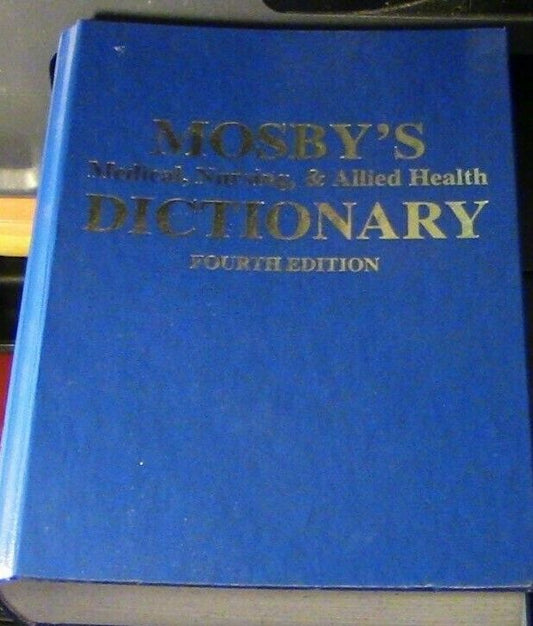 MOSBY'S
Medical, Nursing, & Allied Health
DICTIONARY
FOURTH EDITION